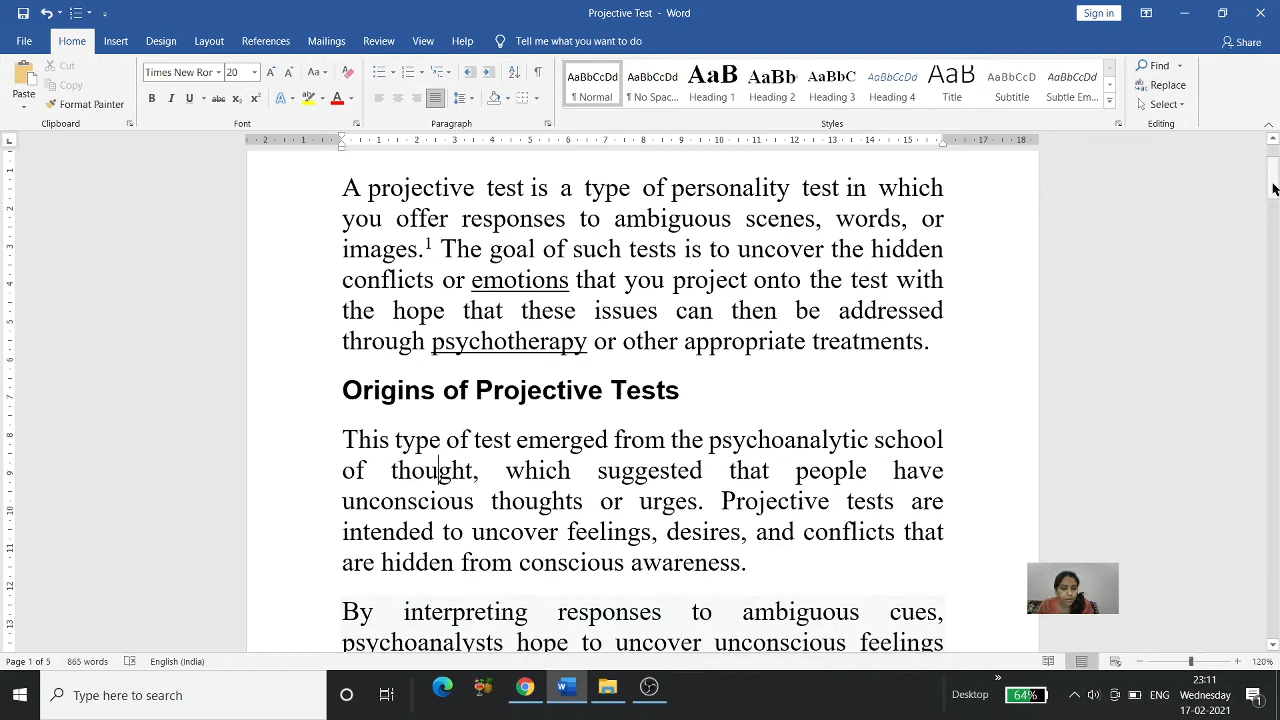 Projective Test - Word
Sign in
File Home Insert Design Layout References Mailings Review View Help Tell me what you want to do
Share
Paste
Cut
Copy
Format Painter
Clipboard
Times New Ror 20
Font
Paragraph
AaBbCcDd AaBbCcDd AaB AaBb AaBbC AaBbCcDd AaB AaBbCcD AaBbCcDd
¶ Normal ¶ No Spac... Heading 1 Heading 2 Heading 3 Heading 4 Title Subtitle Subtle Em...
Styles
Find
Replace
Select
Editing
A projective test is a type of personality test in which
you offer responses to ambiguous scenes, words, or
images.¹ The goal of such tests is to uncover the hidden
conflicts or emotions that you project onto the test with
the hope that these issues can then be addressed
through psychotherapy or other appropriate treatments.
Origins of Projective Tests
This type of test emerged from the psychoanalytic school
of thought, which suggested that people have
unconscious thoughts or urges. Projective tests are
intended to uncover feelings, desires, and conflicts that
are hidden from conscious awareness.
By interpreting responses to ambiguous cues,
psychoanalysts hope to uncover unconscious feelings
Page 1 of 5 865 words English (India)
120%
Type here to search
Desktop
64%
ENG
23:11
Wednesday
17-02-2021